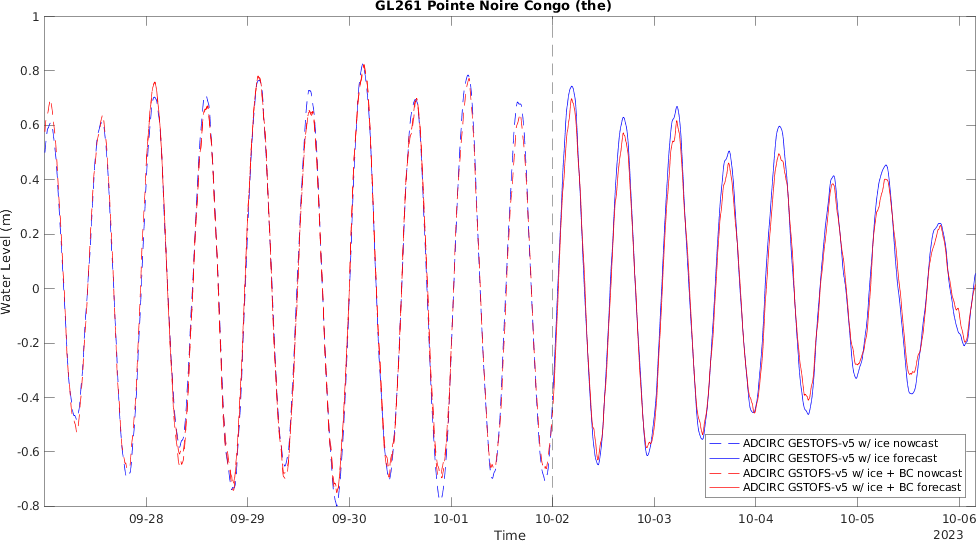 GL261 Pointe Noire Congo (the)
1
0.8
0.6
0.4
0.2
0
-0.2
-0.4
-0.6
-0.8
Water Level (m)
ADCIRC GESTOFS-v5 w/ ice nowcast
ADCIRC GESTOFS-v5 w/ ice forecast
ADCIRC GSTOFS-v5 w/ ice + BC nowcast
ADCIRC GSTOFS-v5 w/ ice + BC forecast
09-28 09-29 09-30 10-01 10-02 10-03 10-04 10-05 10-06
Time
2023